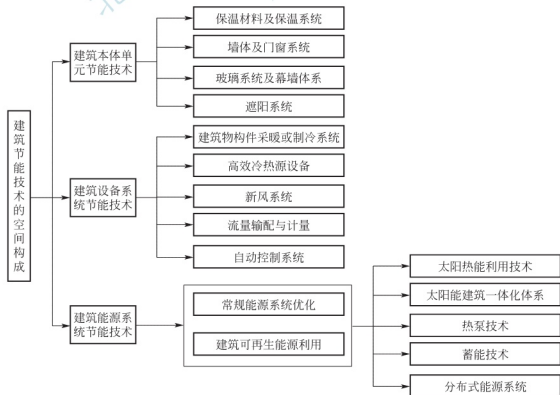 建筑节能技术的空间构成
建筑本体单
元节能技术
保温材料及保温系统
墙体及门窗系统
玻璃系统及幕墙体系
遮阳系统
建筑设备系
统节能技术
建筑物构件采暖或制冷系统
高效冷热源设备
新风系统
流量输配与计量
自动控制系统
建筑能源系
统节能技术
常规能源系统优化
建筑可再生能源利用
太阳热能利用技术
太阳能建筑一体化体系
热泵技术
蓄能技术
分布式能源系统